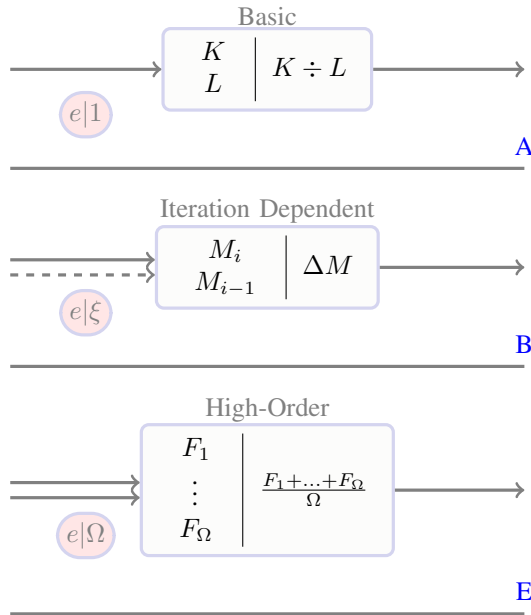 Basic
K
L
K ÷ L
e|1
A
Iteration Dependent
M_i
M_{i−1}
ΔM
e|ξ
B
High-Order
F_1
⋮
F_Ω
F_1+...+F_Ω
Ω
e|Ω
E